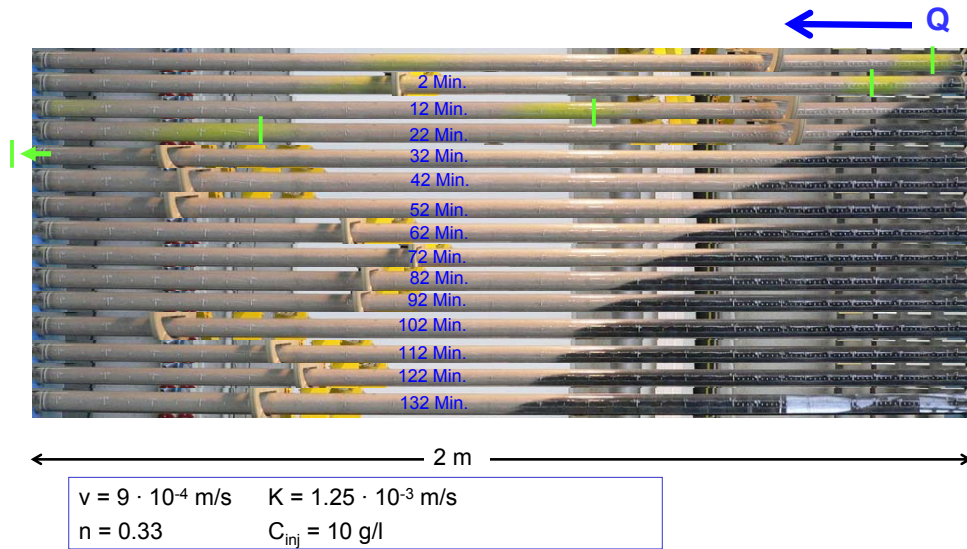 Q
2 Min.
12 Min.
22 Min.
32 Min.
42 Min.
52 Min.
62 Min.
72 Min.
82 Min.
92 Min.
102 Min.
112 Min.
122 Min.
132 Min.
2 m
v = 9 · 10⁻⁴ m/s K = 1.25 · 10⁻³ m/s
n = 0.33 Cᵢₙⱼ = 10 g/l